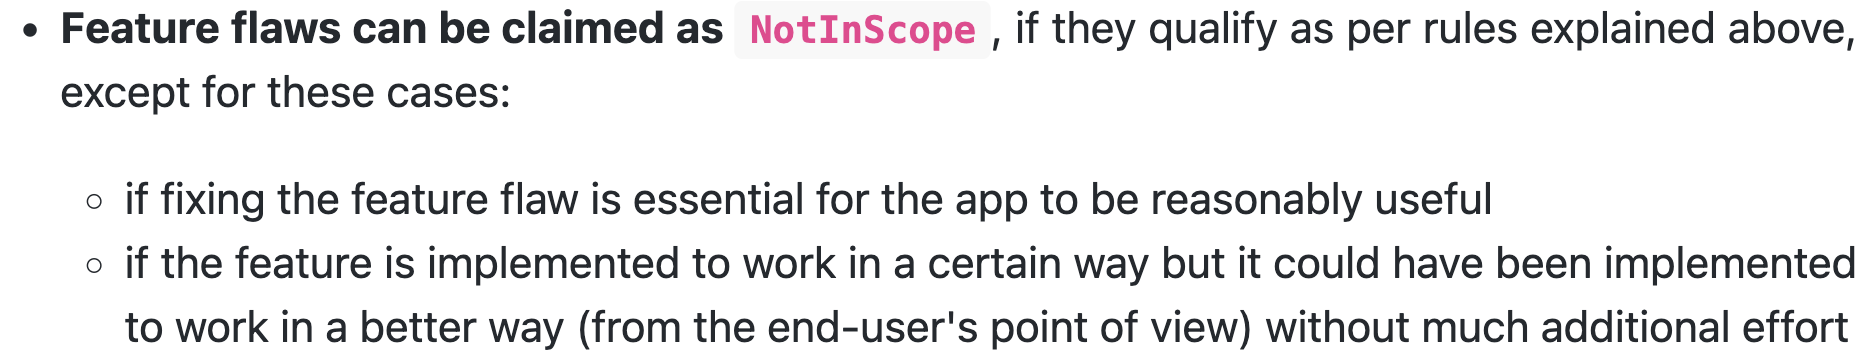 • Feature flaws can be claimed as NotInScope, if they qualify as per rules explained above,
except for these cases:
◦ if fixing the feature flaw is essential for the app to be reasonably useful
◦ if the feature is implemented to work in a certain way but it could have been implemented
to work in a better way (from the end-user's point of view) without much additional effort